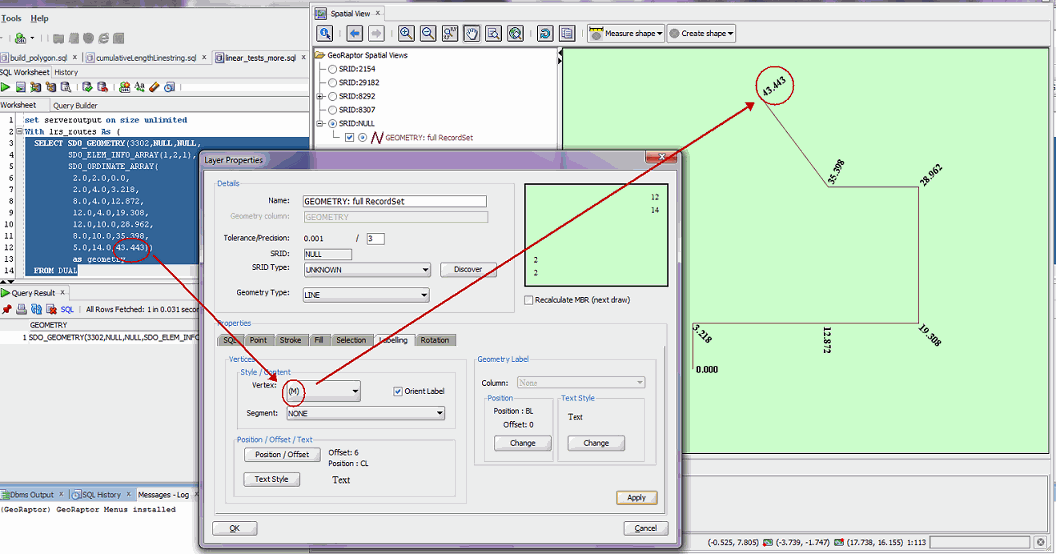 Tools Help
build_polygon.sql × cumulativeLengthLinestring.sql × linear_tests_more.sql ×
SQL Worksheet History
Worksheet Query Builder
1 set serveroutput on size unlimited
2 With lrs_routes As (
3 SELECT SDO_GEOMETRY(3302,NULL,NULL,
4 SDO_ELEM_INFO_ARRAY(1,2,1),
5 SDO_ORDINATE_ARRAY(
6 2.0,2.0,0.0,
7 2.0,4.0,3.218,
8 8.0,4.0,12.872,
9 12.0,4.0,19.308,
10 12.0,10.0,28.962,
11 8.0,10.0,35.398,
12 5.0,14.0,43.443))
13 as geometry
14 FROM DUAL
Query Result ×
SQL | All Rows Fetched: 1 in 0.031 secon
GEOMETRY
1 SDO_GEOMETRY(3302,NULL,NULL,SDO_ELEM_INFO
Dbms Output × SQL History × Messages - Log ×
(GeoRaptor) GeoRaptor Menus installed
Spatial View ×
Measure shape Create shape
GeoRaptor Spatial Views
SRID:2154
SRID:29182
SRID:8292
SRID:8307
SRID:NULL
GEOMETRY: full RecordSet
Layer Properties
Details
Name: GEOMETRY: full RecordSet
Geometry column: GEOMETRY
Tolerance/Precision: 0.001 / 3
SRID: NULL
SRID Type: UNKNOWN Discover
Geometry Type: LINE
12
14
2
2
Recalculate MBR (next draw)
Properties
SQL Point Stroke Fill Selection Labelling Rotation
Vertices
Style / Content
Vertex: (M) Orient Label
Segment: NONE
Position / Offset / Text
Position / Offset Offset: 6
Position : CL
Text Style Text
Geometry Label
Column: None
Position Text Style
Position : BL Text
Offset: 0
Change Change
Apply
OK Cancel
43.443
35.398
28.962
3.218
12.872
19.308
0.000
(-0.525, 7.805) (-3.739, -1.747) (17.738, 16.155) 1:113